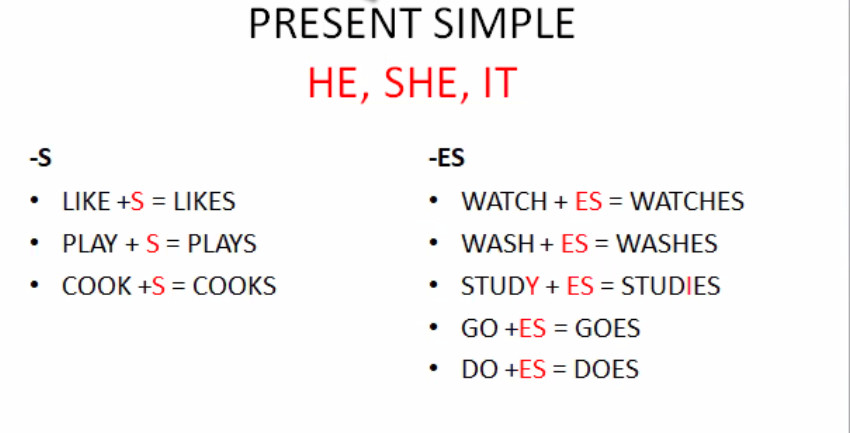 PRESENT SIMPLE
HE, SHE, IT
-S
• LIKE +S = LIKES
• PLAY + S = PLAYS
• COOK +S = COOKS
-ES
• WATCH + ES = WATCHES
• WASH + ES = WASHES
• STUDY + ES = STUDIES
• GO +ES = GOES
• DO +ES = DOES